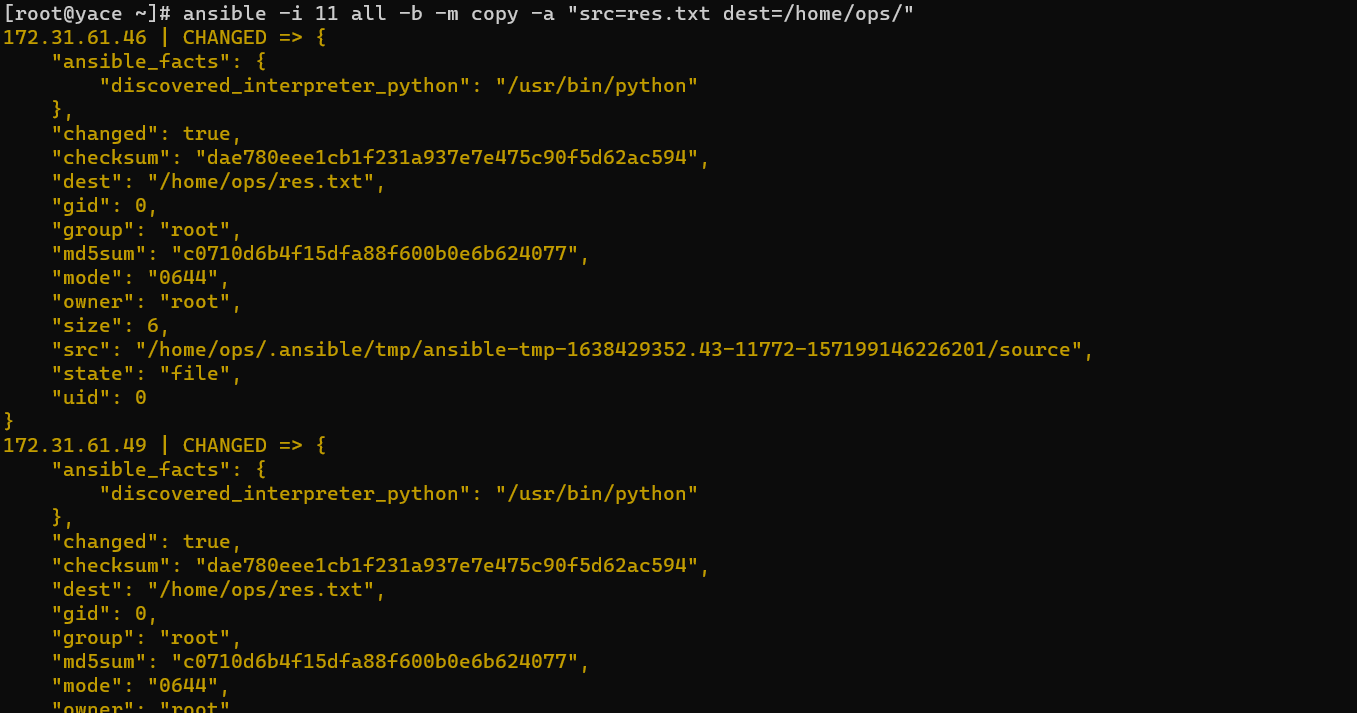 [root@yace ~]# ansible -i 11 all -b -m copy -a "src=res.txt dest=/home/ops/"
172.31.61.46 | CHANGED => {
    "ansible_facts": {
        "discovered_interpreter_python": "/usr/bin/python"
    },
    "changed": true,
    "checksum": "dae780eee1cb1f231a937e7e475c90f5d62ac594",
    "dest": "/home/ops/res.txt",
    "gid": 0,
    "group": "root",
    "md5sum": "c0710d6b4f15dfa88f600b0e6b624077",
    "mode": "0644",
    "owner": "root",
    "size": 6,
    "src": "/home/ops/.ansible/tmp/ansible-tmp-1638429352.43-11772-157199146226201/source",
    "state": "file",
    "uid": 0
}
172.31.61.49 | CHANGED => {
    "ansible_facts": {
        "discovered_interpreter_python": "/usr/bin/python"
    },
    "changed": true,
    "checksum": "dae780eee1cb1f231a937e7e475c90f5d62ac594",
    "dest": "/home/ops/res.txt",
    "gid": 0,
    "group": "root",
    "md5sum": "c0710d6b4f15dfa88f600b0e6b624077",
    "mode": "0644",
    "owner": "root"